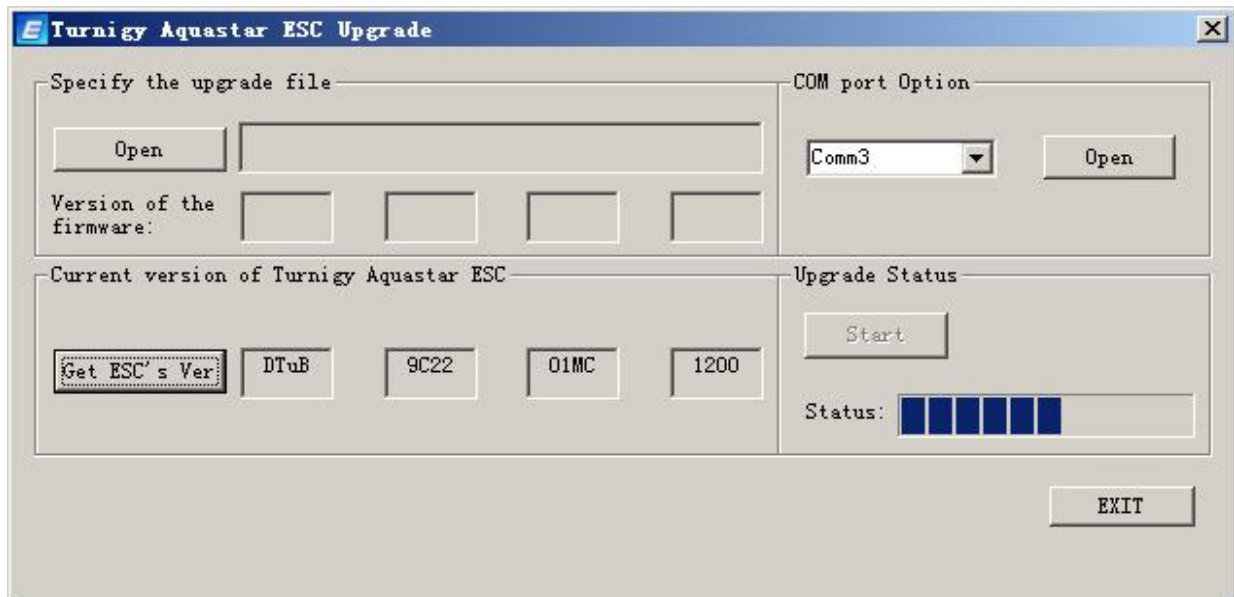 E Turnigy Aquastar ESC Upgrade
Specify the upgrade file
Open
Version of the
firmware:
COM port Option
Comm3
Open
Current version of Turnigy Aquastar ESC
Get ESC's Ver
DTuB
9C22
01MC
1200
Upgrade Status
Start
Status:
EXIT